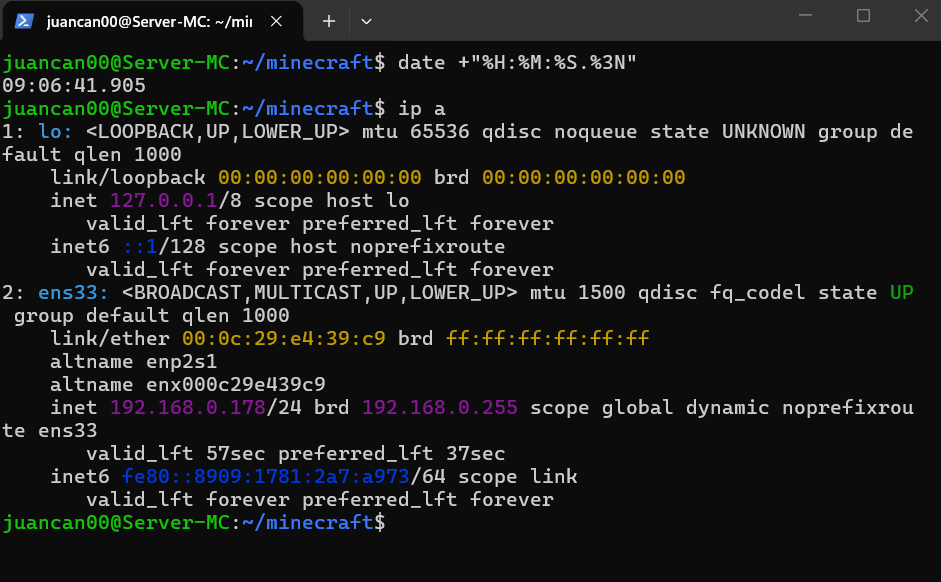 juancan00@Server-MC: ~/mii
juancan00@Server-MC:~/minecraft$ date +"%H:%M:%S.%3N"
09:06:41.905
juancan00@Server-MC:~/minecraft$ ip a
1: lo: <LOOPBACK,UP,LOWER_UP> mtu 65536 qdisc noqueue state UNKNOWN group de
fault qlen 1000
    link/loopback 00:00:00:00:00:00 brd 00:00:00:00:00:00
    inet 127.0.0.1/8 scope host lo
       valid_lft forever preferred_lft forever
    inet6 ::1/128 scope host noprefixroute
       valid_lft forever preferred_lft forever
2: ens33: <BROADCAST,MULTICAST,UP,LOWER_UP> mtu 1500 qdisc fq_codel state UP
 group default qlen 1000
    link/ether 00:0c:29:e4:39:c9 brd ff:ff:ff:ff:ff:ff
    altname enp2s1
    altname enx000c29e439c9
    inet 192.168.0.178/24 brd 192.168.0.255 scope global dynamic noprefixrou
te ens33
       valid_lft 57sec preferred_lft 37sec
    inet6 fe80::8909:1781:2a7:a973/64 scope link
       valid_lft forever preferred_lft forever
juancan00@Server-MC:~/minecraft$